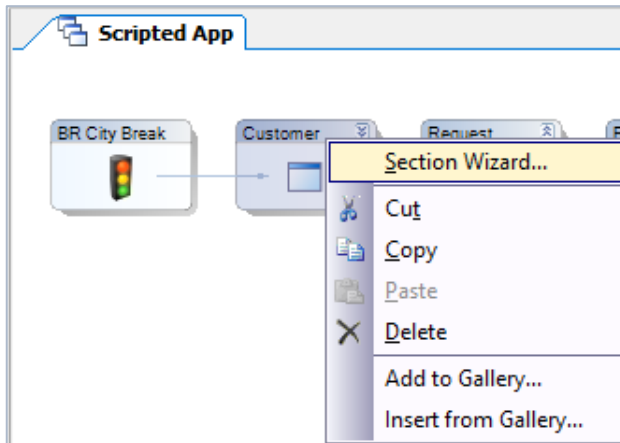 Scripted App
BR City Break
Customer
Request
Section Wizard...
Cut
Copy
Paste
Delete
Add to Gallery...
Insert from Gallery...